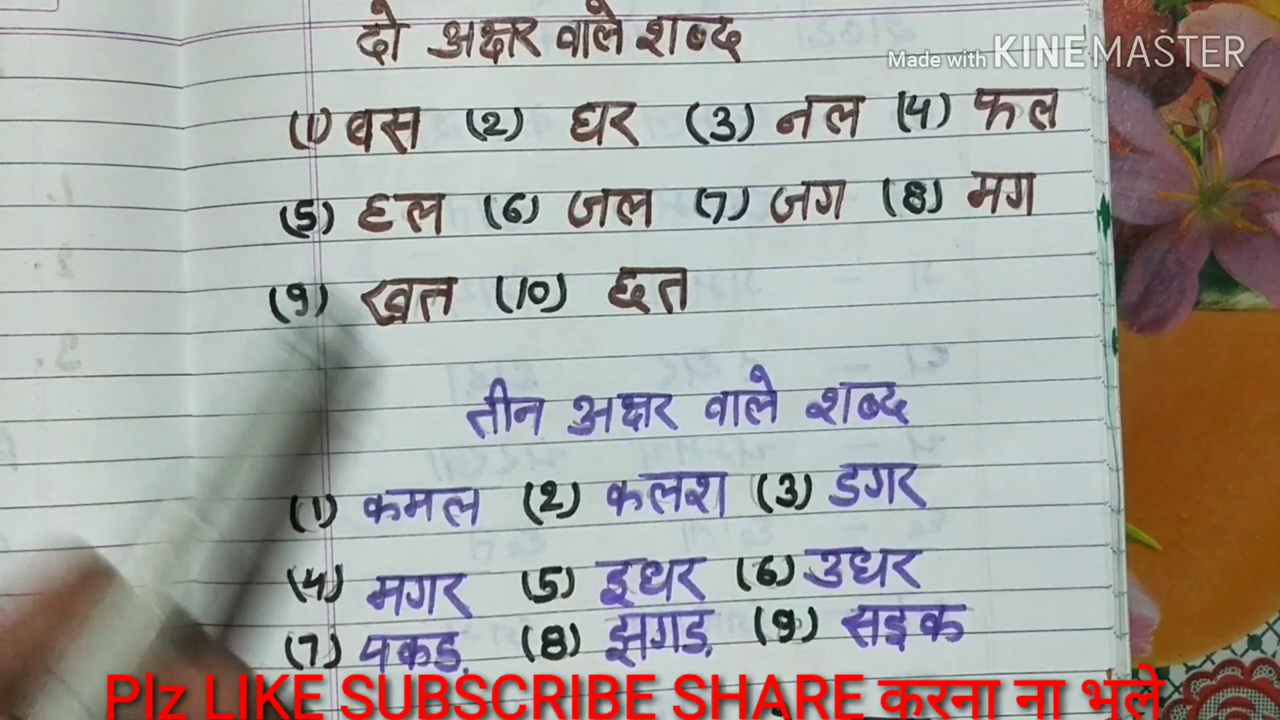 दो अक्षर वाले शब्द
Made with KINEMASTER
(1) बस (2) घर (3) नल (4) फल
(5) हल (6) जल (7) जग (8) मग
(9) खत (10) छत
तीन अक्षर वाले शब्द
(1) कमल (2) कलश (3) डगर
(4) मगर (5) इधर (6) उधर
(7) पकड़ (8) झगड़ (9) सड़क
Plz LIKE SUBSCRIBE SHARE करना ना भूले